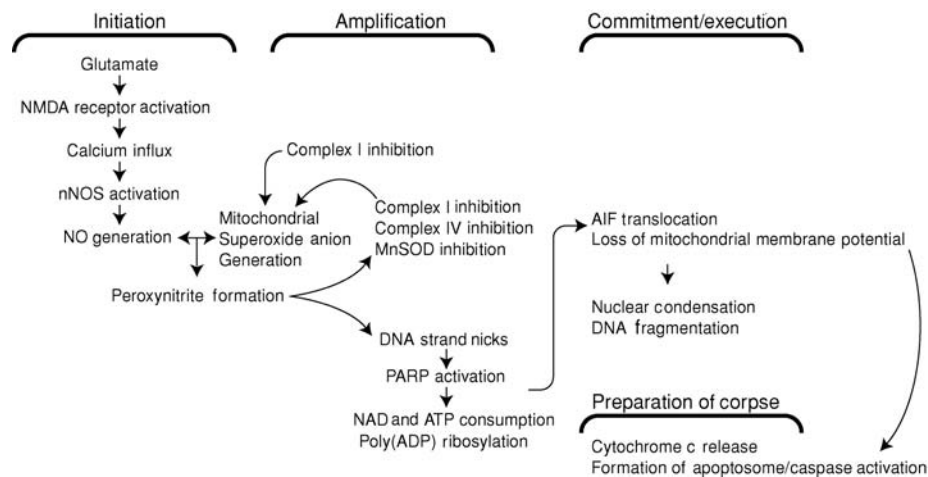 Initiation
Glutamate
NMDA receptor activation
Calcium influx
nNOS activation
NO generation
Peroxynitrite formation
Amplification
Complex I inhibition
Mitochondrial
Superoxide anion
Generation
Complex I inhibition
Complex IV inhibition
MnSOD inhibition
DNA strand nicks
PARP activation
NAD and ATP consumption
Poly(ADP) ribosylation
Commitment/execution
AIF translocation
Loss of mitochondrial membrane potential
Nuclear condensation
DNA fragmentation
Preparation of corpse
Cytochrome c release
Formation of apoptosome/caspase activation